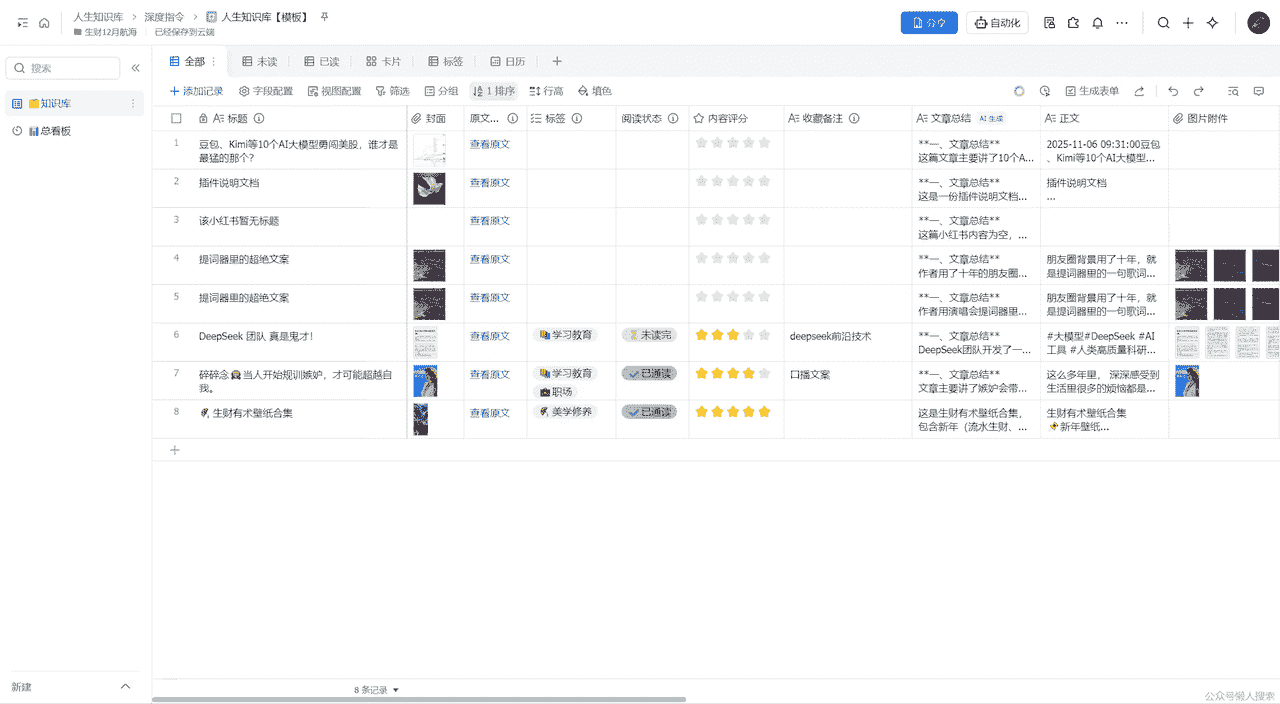 人生知识库 > 深度指令 > 人生知识库【模板】
生财12月航海 已经保存到云端
分享 自动化
搜索
知识库
总看板
全部 未读 已读 卡片 标签 日历
添加记录 字段配置 视图配置 筛选 分组 1 排序 行高 填色 生成表单
标题 封面 原文... 标签 阅读状态 内容评分 收藏备注 文章总结 AI 生成 正文 图片附件
1 豆包、Kimi等10个AI大模型勇闯美股,谁才是 查看原文 **一、文章总结** 2025-11-06 09:31:00豆包
最猛的那个? 这篇文章主要讲了10个A... 、Kimi等10个AI大模型...
2 插件说明文档 查看原文 **一、文章总结** 插件说明文档
这是一份插件说明文档... ...
3 该小红书暂无标题 **一、文章总结**
这篇小红书内容为空,...
4 提词器里的超绝文案 查看原文 **一、文章总结** 朋友圈背景用了十年,就
作者用了十年的朋友圈... 是提词器里的一句歌词...
5 提词器里的超绝文案 查看原文 **一、文章总结** 朋友圈背景用了十年,就
作者用演唱会提词器里... 是提词器里的一句歌词...
6 DeepSeek 团队 真是鬼才! 查看原文 学习教育 未读完 deepseek前沿技术 **一、文章总结** #大模型#DeepSeek #AI
DeepSeek团队开发了一... 工具 #人类高质量科研...
7 碎碎念 当人开始规训嫉妒,才可能超越自 查看原文 学习教育 已通读 口播文案 **一、文章总结** 这么多年里, 深深感受到
我。 职场 文章主要讲了嫉妒会带... 生活里很多的烦恼都是...
8 生财有术壁纸合集 查看原文 美学修养 已通读 这是生财有术壁纸合集, 生财有术壁纸合集
包含新年(流水生财、... 新年壁纸...
新建
8 条记录
公众号懒人搜索